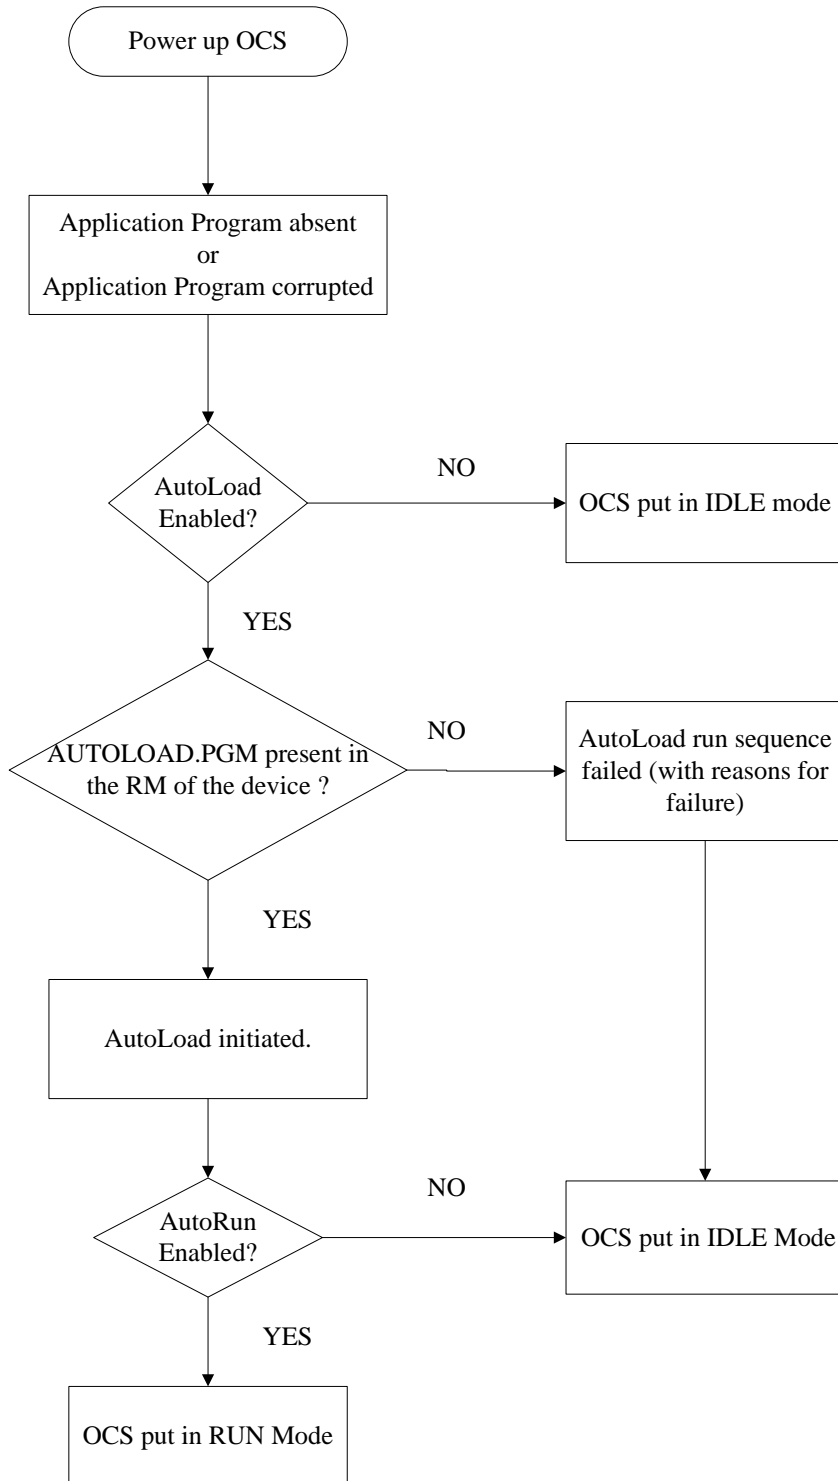 Power up OCS
Application Program absent
or
Application Program corrupted
AutoLoad
Enabled?
NO
OCS put in IDLE mode
YES
AUTOLOAD.PGM present in
the RM of the device ?
NO
AutoLoad run sequence
failed (with reasons for
failure)
YES
AutoLoad initiated.
AutoRun
Enabled?
NO
OCS put in IDLE Mode
YES
OCS put in RUN Mode